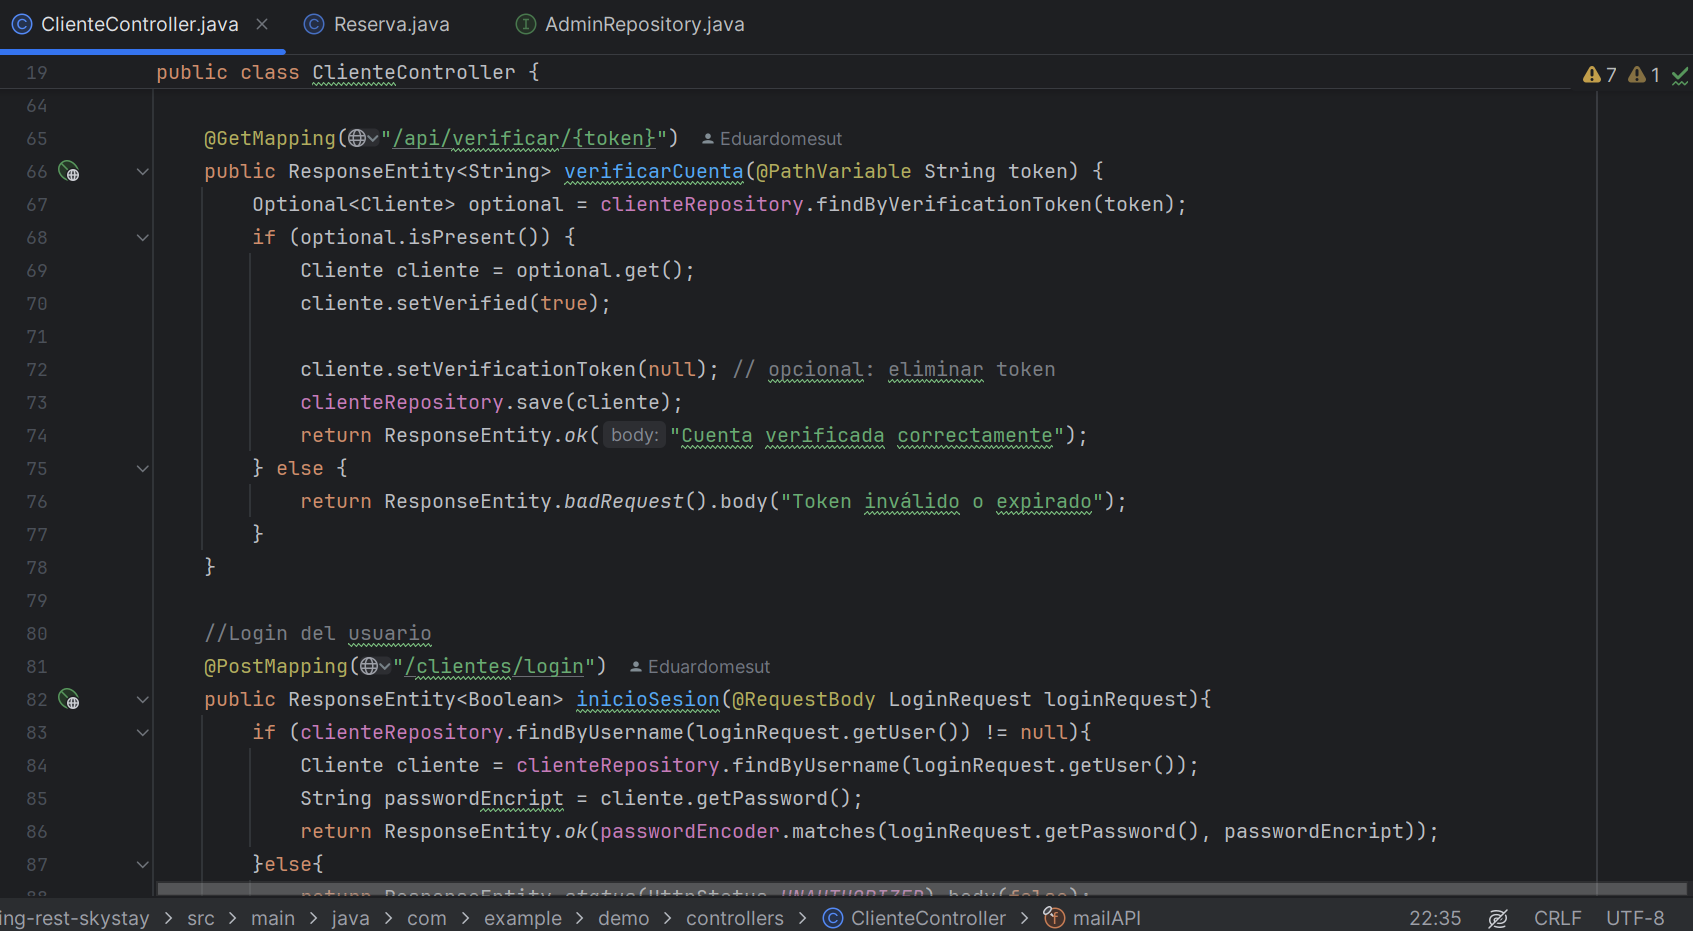 ClienteController.java Reserva.java AdminRepository.java
19 public class ClienteController { 7 1
64
65 @GetMapping("/api/verificar/{token}") Eduardomesut
66 public ResponseEntity<String> verificarCuenta(@PathVariable String token) {
67 Optional<Cliente> optional = clienteRepository.findByVerificationToken(token);
68 if (optional.isPresent()) {
69 Cliente cliente = optional.get();
70 cliente.setVerified(true);
71
72 cliente.setVerificationToken(null); // opcional: eliminar token
73 clienteRepository.save(cliente);
74 return ResponseEntity.ok( body: "Cuenta verificada correctamente");
75 } else {
76 return ResponseEntity.badRequest().body("Token inválido o expirado");
77 }
78 }
79
80 //Login del usuario
81 @PostMapping("/clientes/login") Eduardomesut
82 public ResponseEntity<Boolean> inicioSesion(@RequestBody LoginRequest loginRequest){
83 if (clienteRepository.findByUsername(loginRequest.getUser()) != null){
84 Cliente cliente = clienteRepository.findByUsername(loginRequest.getUser());
85 String passwordEncript = cliente.getPassword();
86 return ResponseEntity.ok(passwordEncoder.matches(loginRequest.getPassword(), passwordEncript));
87 }else{
88 return ResponseEntity.status(HttpStatus.UNAUTHORIZED).body(false);
ing-rest-skystay > src > main > java > com > example > demo > controllers > ClienteController > mailAPI 22:35 CRLF UTF-8